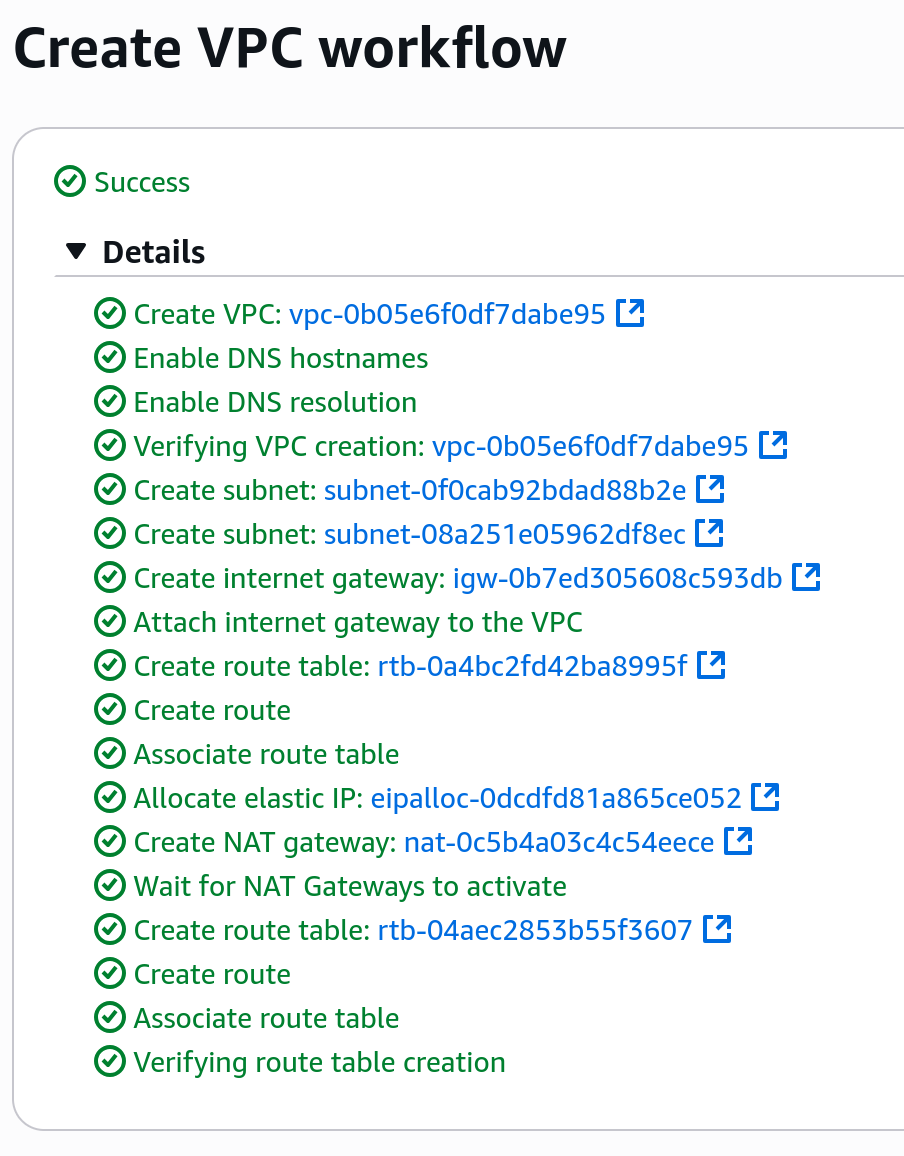 Create VPC workflow
Success
Details
Create VPC: vpc-0b05e6f0df7dabe95
Enable DNS hostnames
Enable DNS resolution
Verifying VPC creation: vpc-0b05e6f0df7dabe95
Create subnet: subnet-0f0cab92bdad88b2e
Create subnet: subnet-08a251e05962df8ec
Create internet gateway: igw-0b7ed305608c593db
Attach internet gateway to the VPC
Create route table: rtb-0a4bc2fd42ba8995f
Create route
Associate route table
Allocate elastic IP: eipalloc-0dcdfd81a865ce052
Create NAT gateway: nat-0c5b4a03c4c54eece
Wait for NAT Gateways to activate
Create route table: rtb-04aec2853b55f3607
Create route
Associate route table
Verifying route table creation